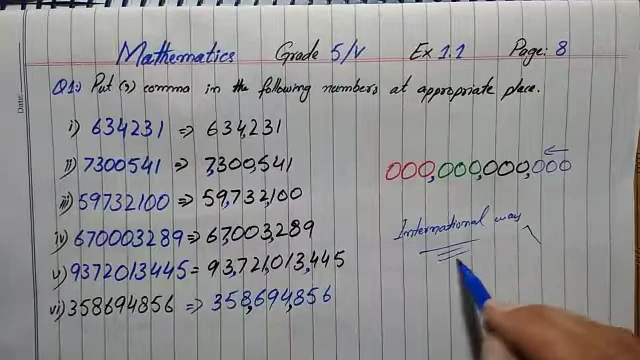 Date:
Mathematics Grade 5/V Ex 1.1 Page: 8
Q1: Put (,) comma in the following numbers at appropriate place.
i) 634231 => 634,231
ii) 7300541 => 7,300,541
000,000,000,000
iii) 59732100 => 59,732,100
International way
iv) 670003289 => 67,003,289
v) 9372013445 = 93,721,013,445
vi) 358694856 => 358,694,856